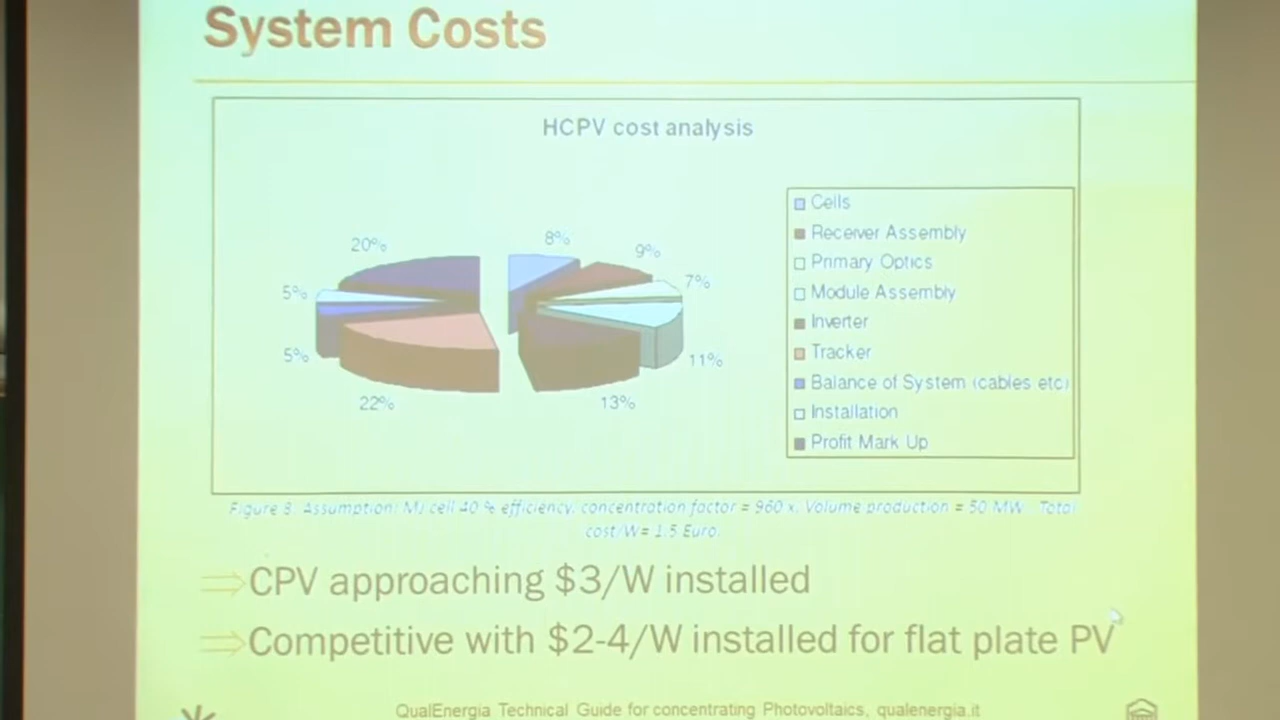 System Costs
HCPV cost analysis
20%
8%
9%
7%
5%
5%
11%
22%
13%
Cells
Receiver Assembly
Primary Optics
Module Assembly
Inverter
Tracker
Balance of System (cables etc)
Installation
Profit Mark Up
Figure 8. Assumption: MJ cell 40 % efficiency, concentration factor = 960 x, Volume production = 50 MW. Total
cost/W= 1.5 Euro.
⇒CPV approaching $3/W installed
⇒Competitive with $2-4/W installed for flat plate PV
QualEnergia Technical Guide for concentrating Photovoltaics, qualenergia.it